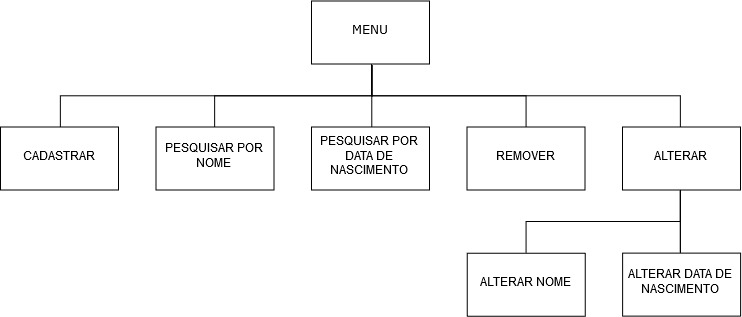 MENU
CADASTRAR
PESQUISAR POR
NOME
PESQUISAR POR
DATA DE
NASCIMENTO
REMOVER
ALTERAR
ALTERAR NOME
ALTERAR DATA DE
NASCIMENTO